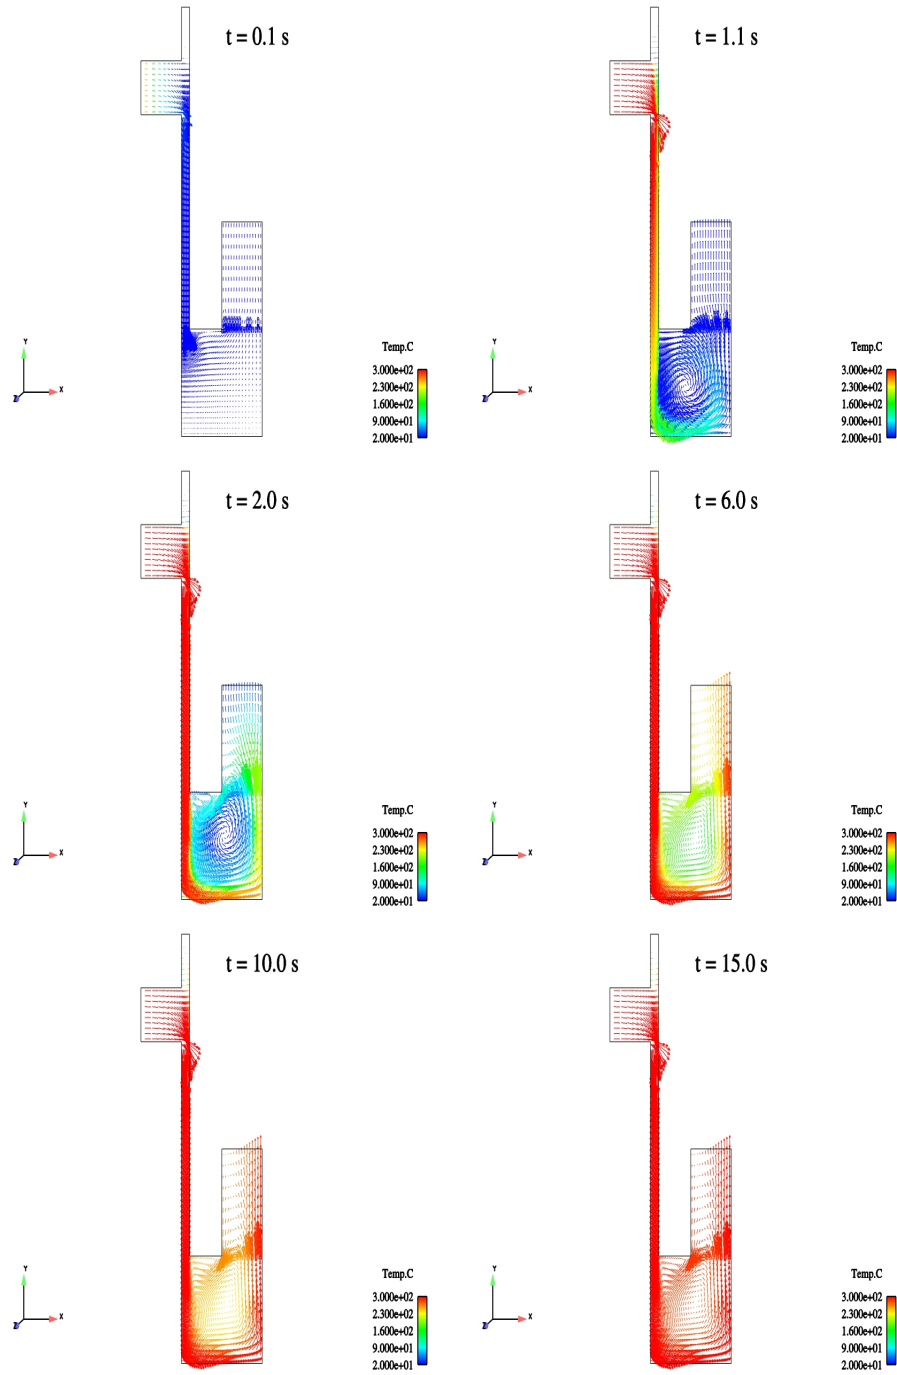 t = 0.1 s
Y
X
Z
Temp.C
3.000e+02
2.300e+02
1.600e+02
9.000e+01
2.000e+01
t = 1.1 s
Y
X
Z
Temp.C
3.000e+02
2.300e+02
1.600e+02
9.000e+01
2.000e+01
t = 2.0 s
Y
X
Z
Temp.C
3.000e+02
2.300e+02
1.600e+02
9.000e+01
2.000e+01
t = 6.0 s
Y
X
Z
Temp.C
3.000e+02
2.300e+02
1.600e+02
9.000e+01
2.000e+01
t = 10.0 s
Y
X
Z
Temp.C
3.000e+02
2.300e+02
1.600e+02
9.000e+01
2.000e+01
t = 15.0 s
Y
X
Z
Temp.C
3.000e+02
2.300e+02
1.600e+02
9.000e+01
2.000e+01